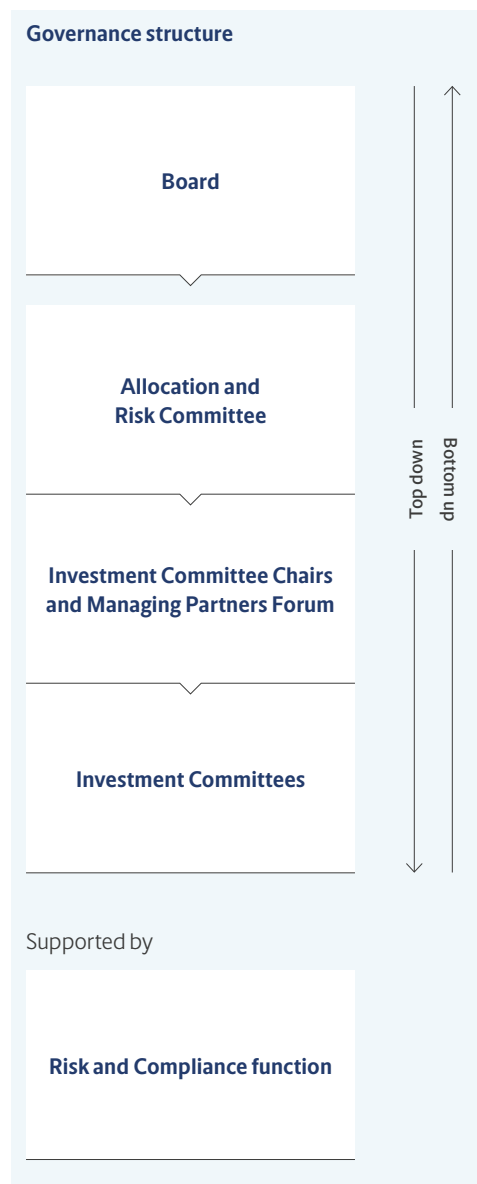 Governance structure
Board
Allocation and
Risk Committee
Investment Committee Chairs
and Managing Partners Forum
Investment Committees
Top down
Bottom up
Supported by
Risk and Compliance function